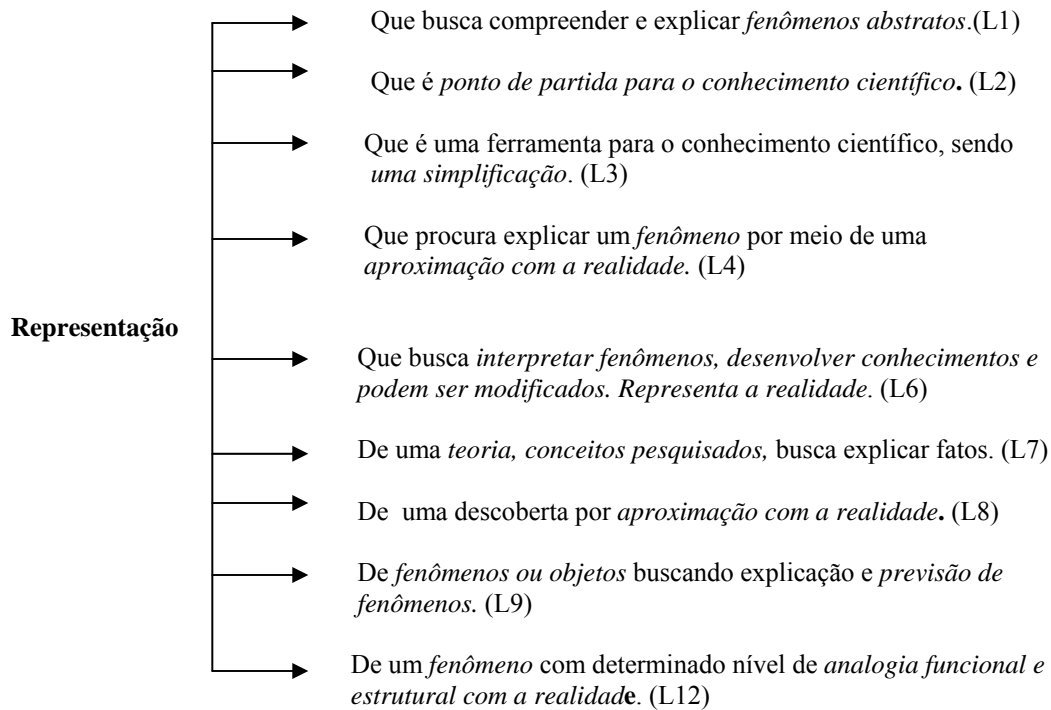 Que busca compreender e explicar fenômenos abstratos.(L1)
Que é ponto de partida para o conhecimento científico. (L2)
Que é uma ferramenta para o conhecimento científico, sendo
uma simplificação. (L3)
Que procura explicar um fenômeno por meio de uma
aproximação com a realidade. (L4)
Representação
Que busca interpretar fenômenos, desenvolver conhecimentos e
podem ser modificados. Representa a realidade. (L6)
De uma teoria, conceitos pesquisados, busca explicar fatos. (L7)
De uma descoberta por aproximação com a realidade. (L8)
De fenômenos ou objetos buscando explicação e previsão de
fenômenos. (L9)
De um fenômeno com determinado nível de analogia funcional e
estrutural com a realidade. (L12)